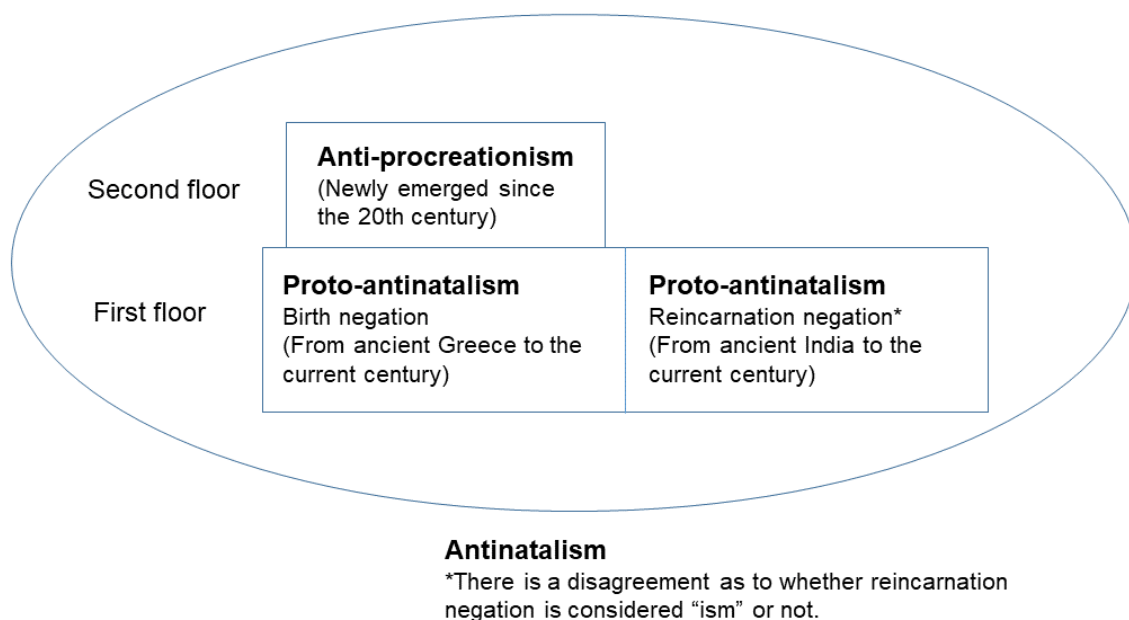 Second floor
Anti-procreationism
(Newly emerged since
the 20th century)
First floor
Proto-antinatalism
Birth negation
(From ancient Greece to the
current century)
Proto-antinatalism
Reincarnation negation*
(From ancient India to the
current century)
Antinatalism
*There is a disagreement as to whether reincarnation
negation is considered “ism” or not.